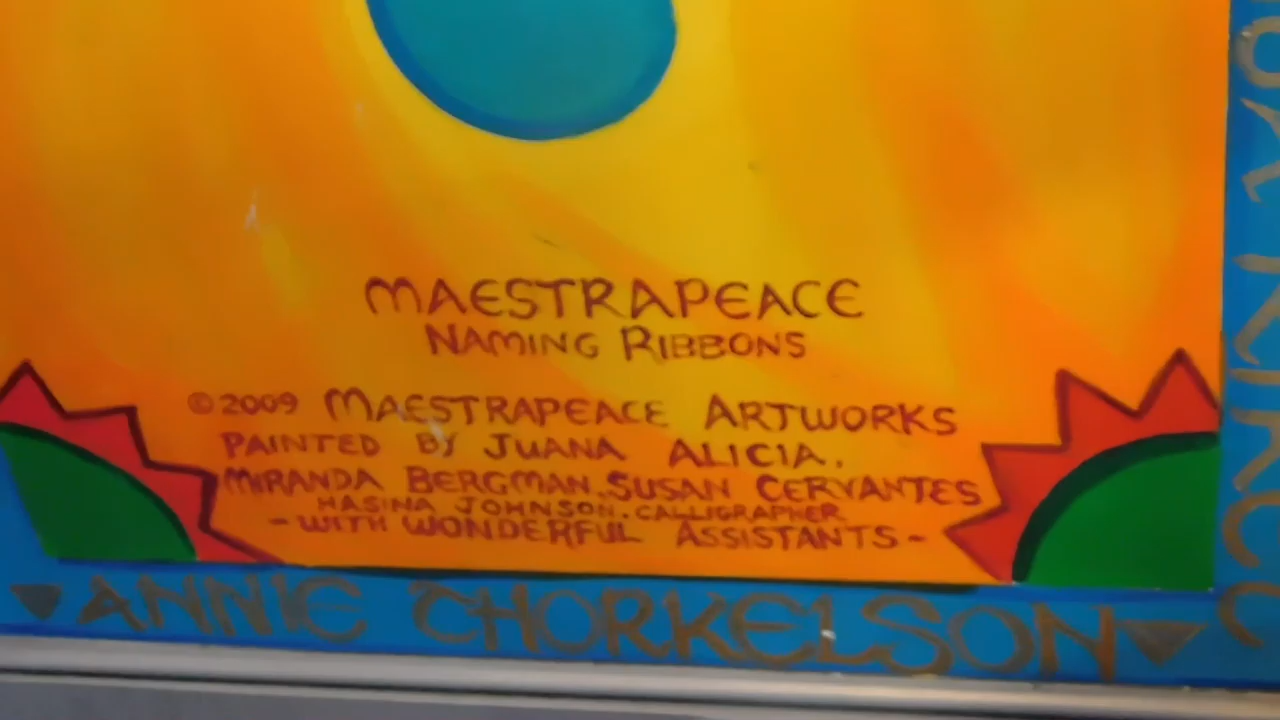 MAESTRAPEACE
NAMING RIBBONS
©2009 MAESTRAPEACE ARTWORKS
PAINTED BY JUANA ALICIA,
MIRANDA BERGMAN, SUSAN CERVANTES
HASINA JOHNSON, CALLIGRAPHER
- WITH WONDERFUL ASSISTANTS -
ANNIE THORKELSON